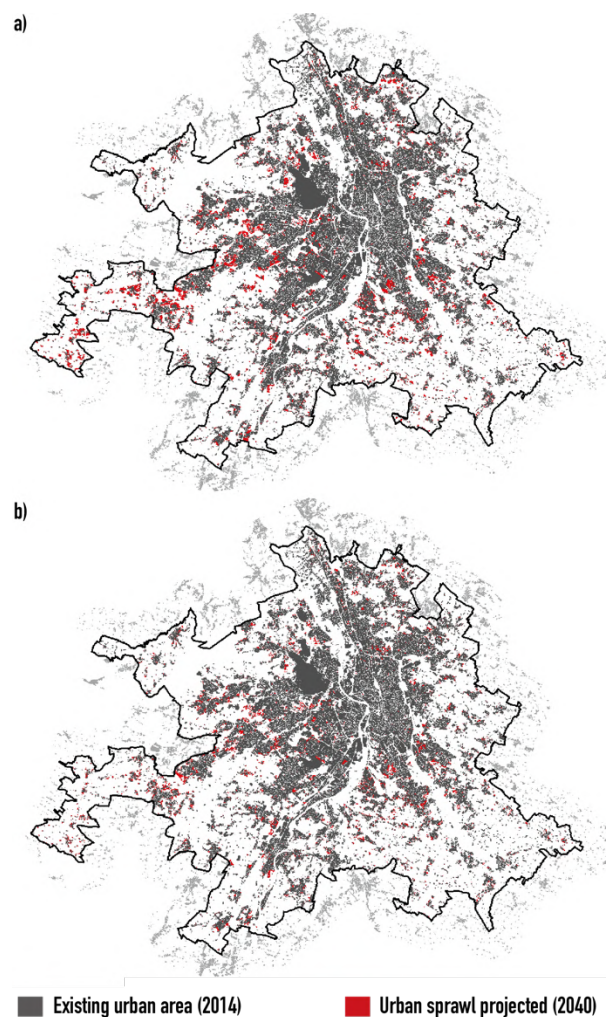 a)
b)
Existing urban area (2014)
Urban sprawl projected (2040)